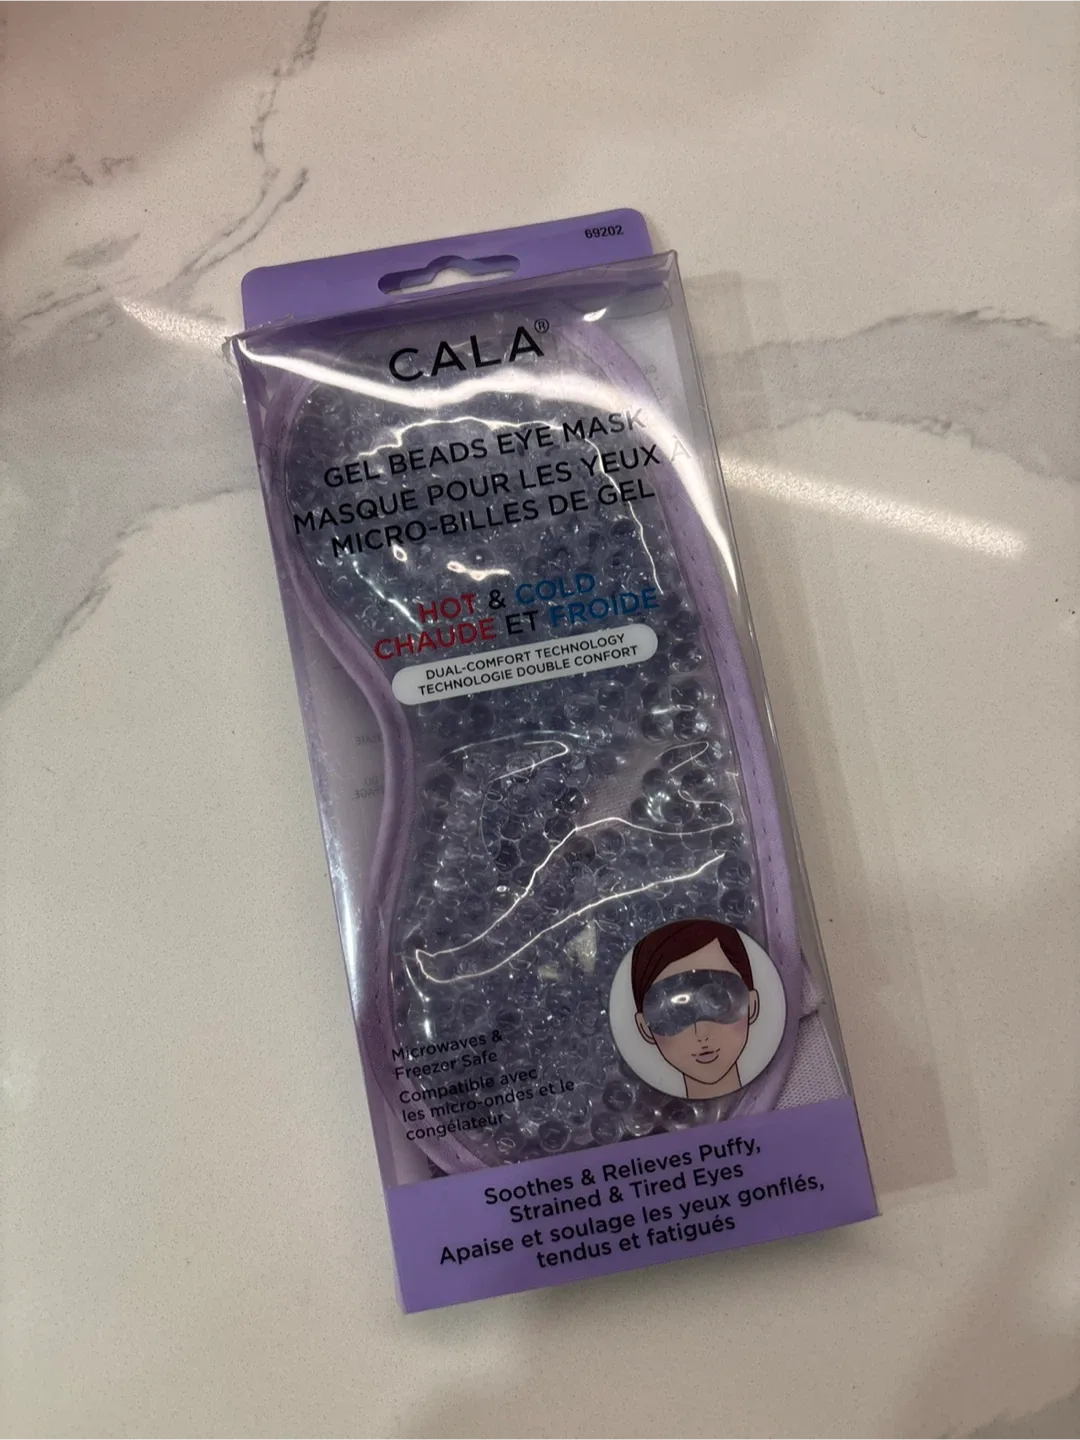 69202
CALA®
GEL BEADS EYE MASK
MASQUE POUR LES YEUX À
MICRO-BILLES DE GEL
HOT & COLD
CHAUDE ET FROIDE
DUAL-COMFORT TECHNOLOGY
TECHNOLOGIE DOUBLE CONFORT
Microwaves &
Freezer Safe
Compatible avec
les micro-ondes et le
congélateur
Soothes & Relieves Puffy,
Strained & Tired Eyes
Apaise et soulage les yeux gonflés,
tendus et fatigués